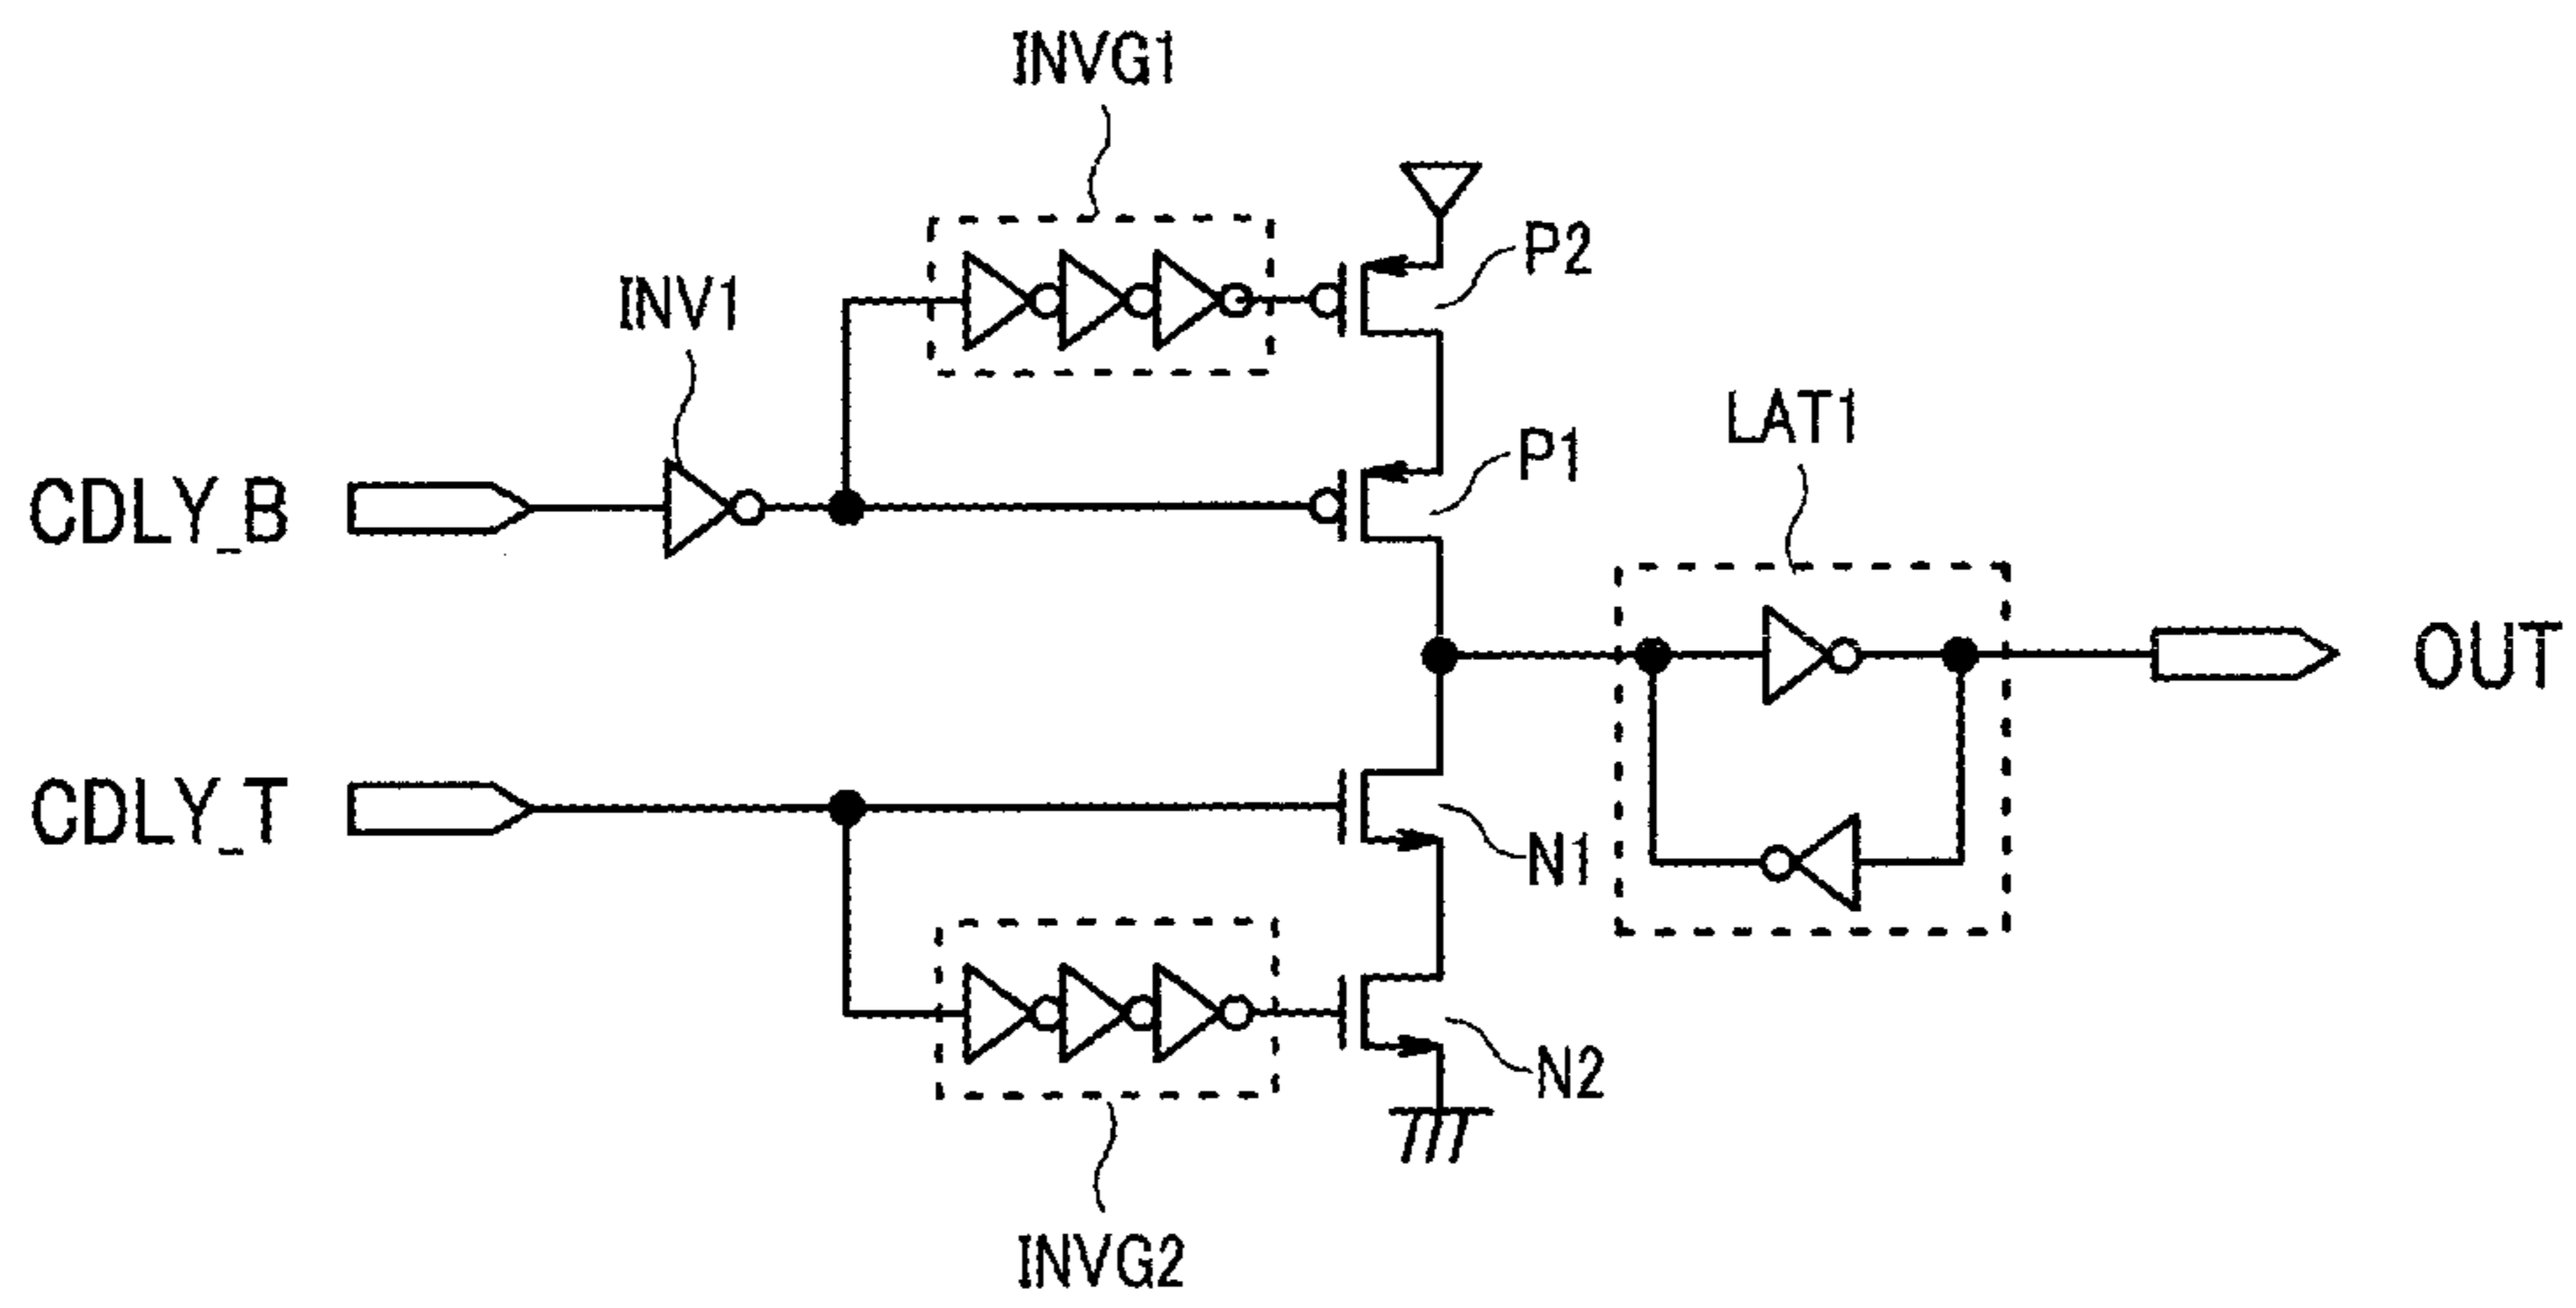 INVG1
P2
INV1
LAT1
P1
CDLY_B
OUT
CDLY_T
N1
N2
INVG2